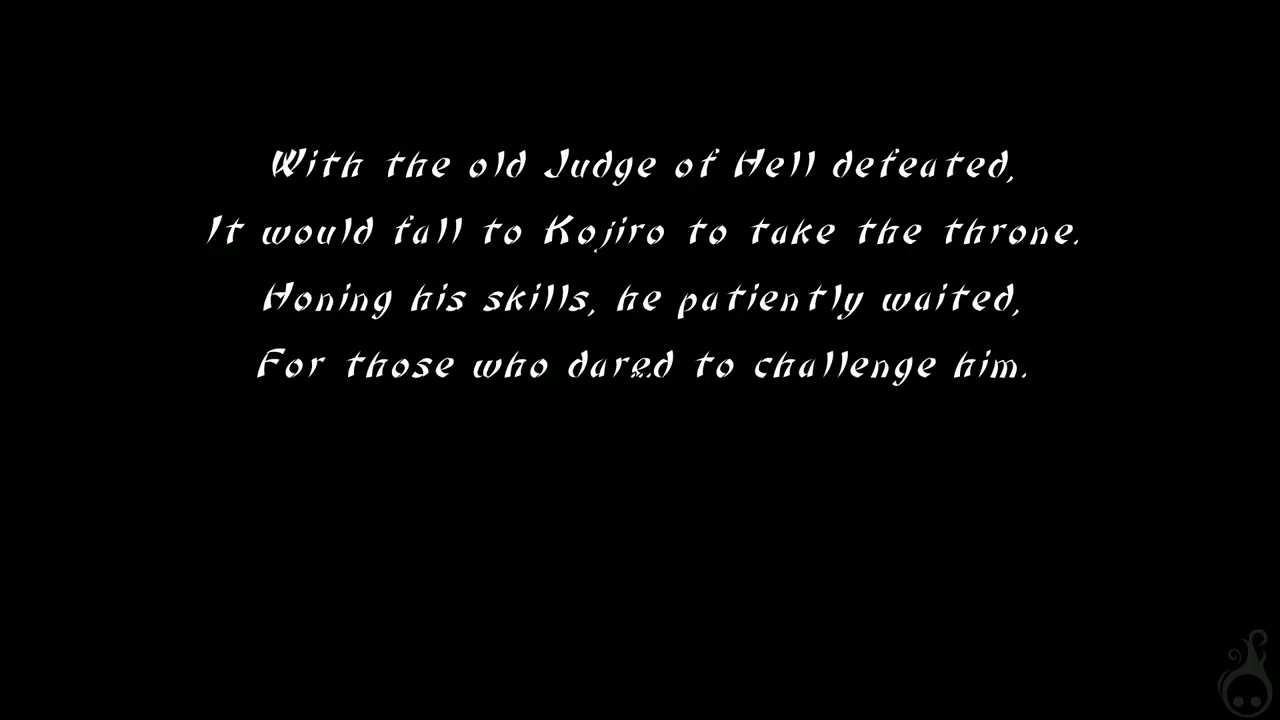 With the old Judge of Hell defeated,
It would fall to Kojiro to take the throne.
Honing his skills, he patiently waited,
For those who dared to challenge him.